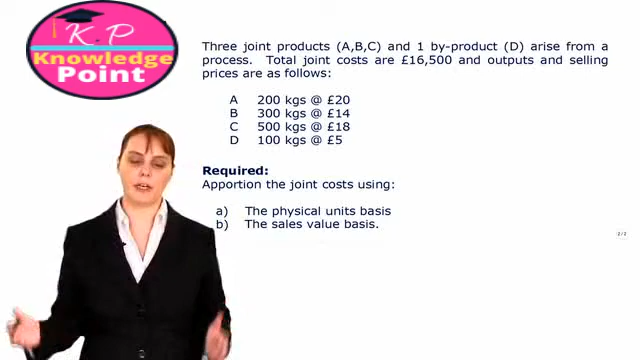 K.P
Knowledge
Point
Three joint products (A,B,C) and 1 by-product (D) arise from a
process. Total joint costs are £16,500 and outputs and selling
prices are as follows:
A 200 kgs @ £20
B 300 kgs @ £14
C 500 kgs @ £18
D 100 kgs @ £5
Required:
Apportion the joint costs using:
a) The physical units basis
b) The sales value basis.
2/2